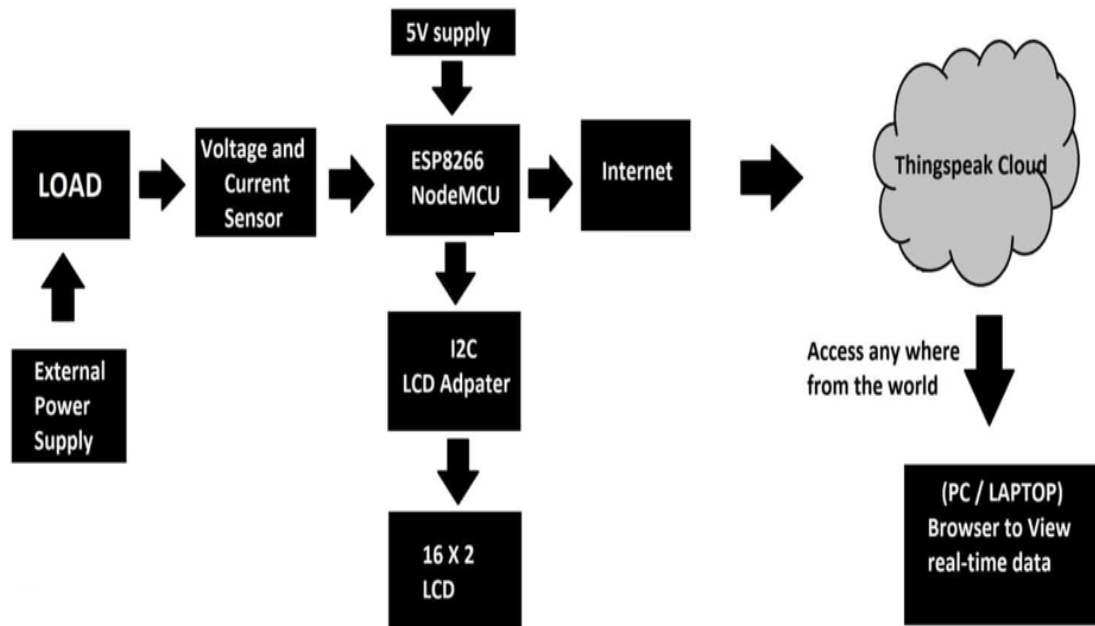 5V supply
LOAD
Voltage and
Current
Sensor
ESP8266
NodeMCU
Internet
Thingspeak Cloud
External
Power
Supply
I2C
LCD Adpater
Access any where
from the world
16 X 2
LCD
(PC / LAPTOP)
Browser to View
real-time data